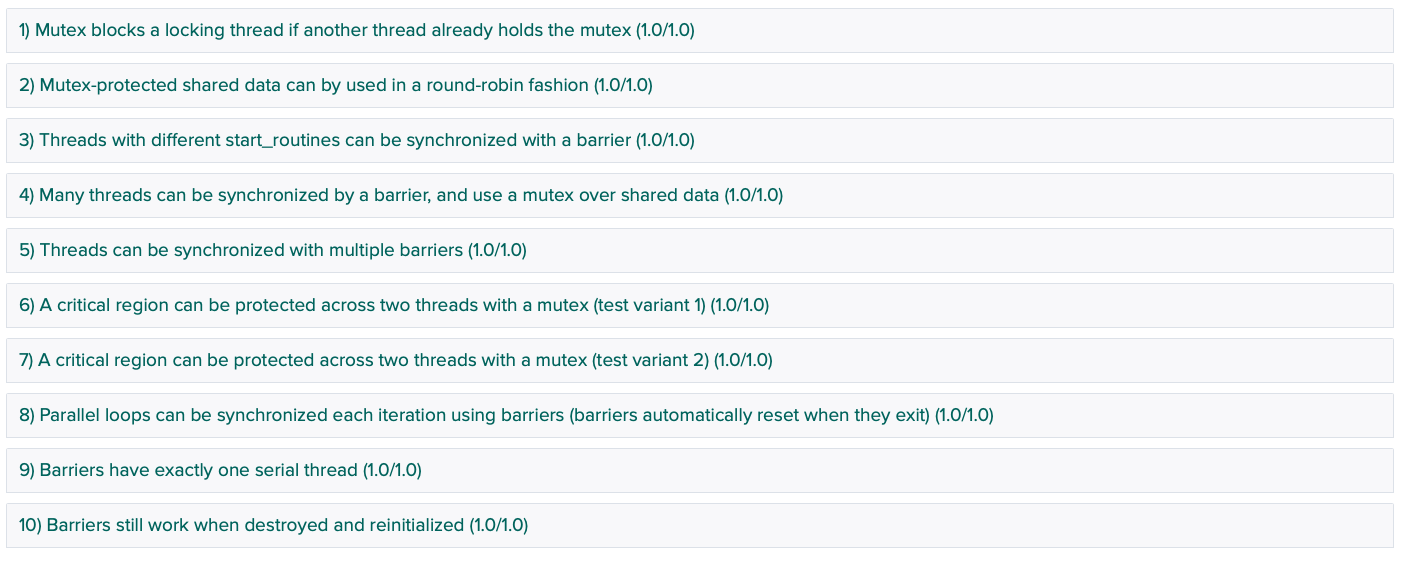 1) Mutex blocks a locking thread if another thread already holds the mutex (1.0/1.0)
2) Mutex-protected shared data can by used in a round-robin fashion (1.0/1.0)
3) Threads with different start_routines can be synchronized with a barrier (1.0/1.0)
4) Many threads can be synchronized by a barrier, and use a mutex over shared data (1.0/1.0)
5) Threads can be synchronized with multiple barriers (1.0/1.0)
6) A critical region can be protected across two threads with a mutex (test variant 1) (1.0/1.0)
7) A critical region can be protected across two threads with a mutex (test variant 2) (1.0/1.0)
8) Parallel loops can be synchronized each iteration using barriers (barriers automatically reset when they exit) (1.0/1.0)
9) Barriers have exactly one serial thread (1.0/1.0)
10) Barriers still work when destroyed and reinitialized (1.0/1.0)